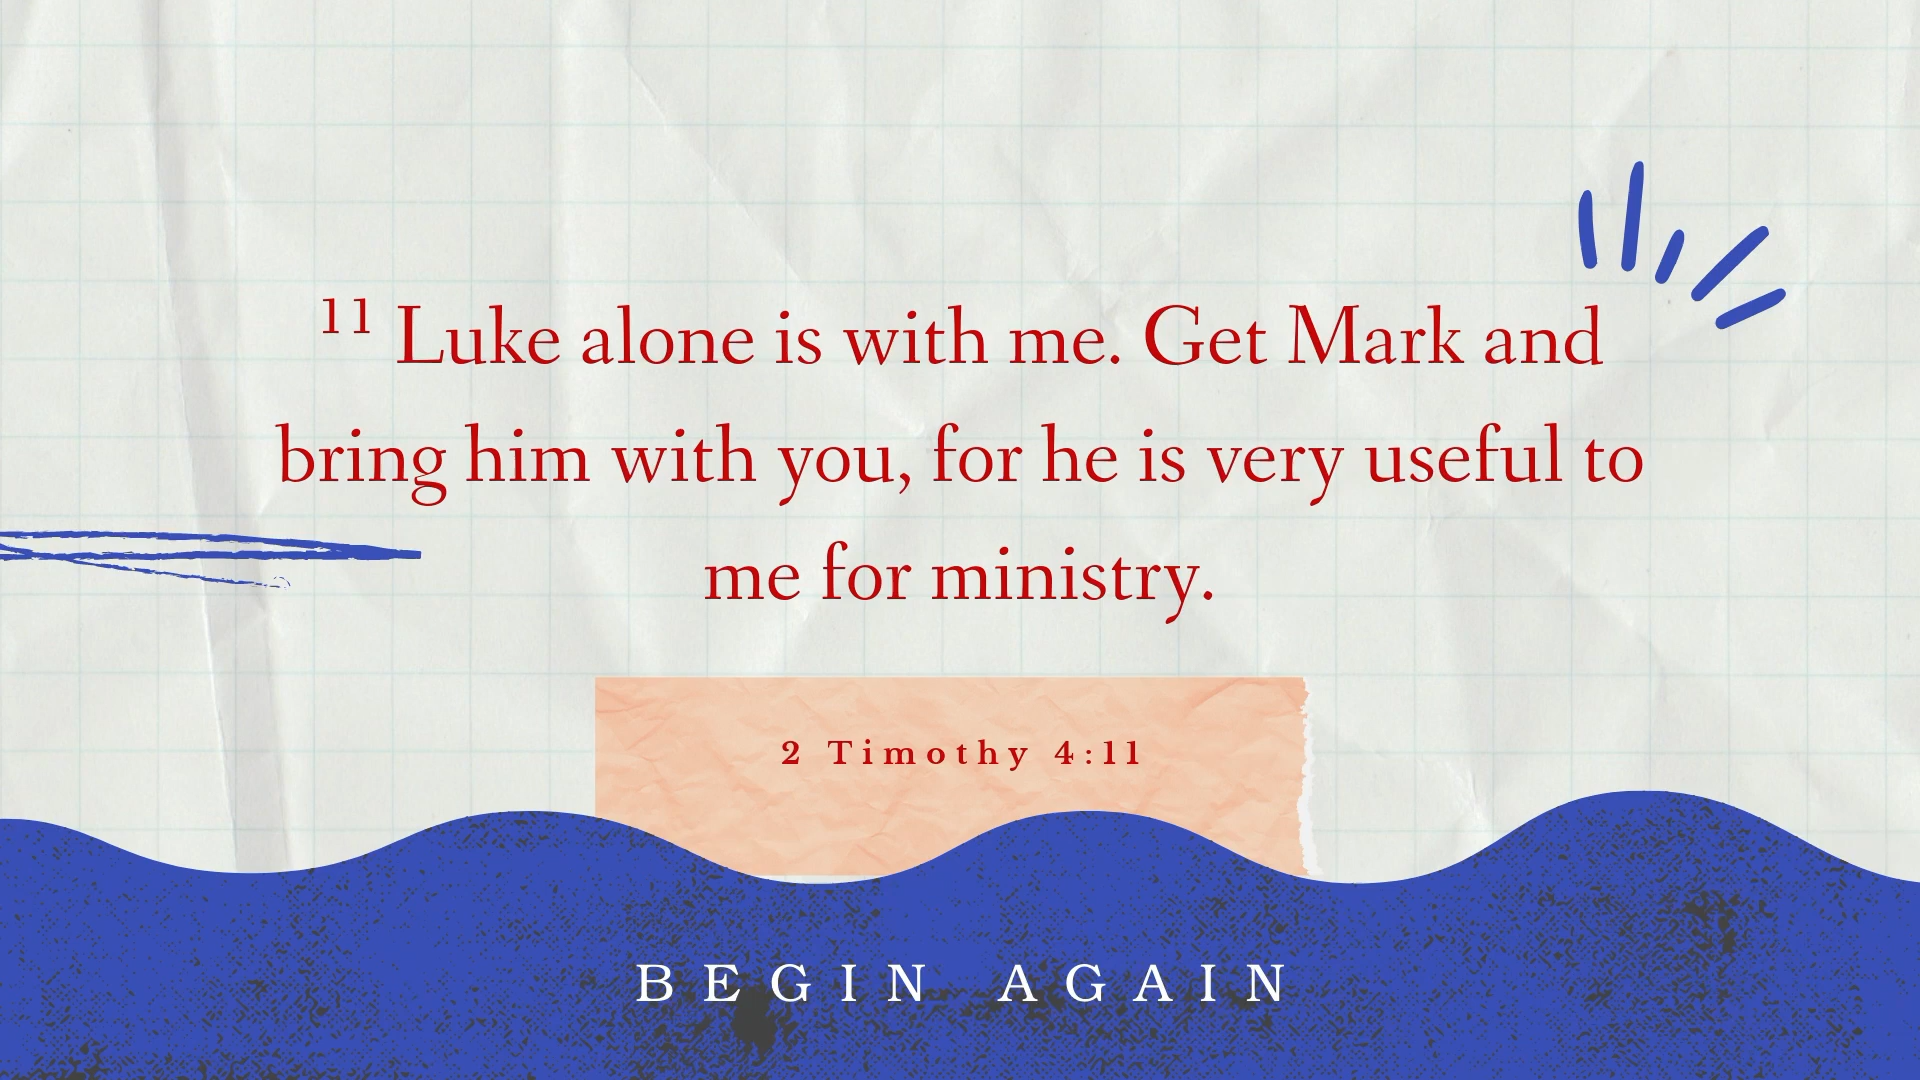 ¹¹ Luke alone is with me. Get Mark and
bring him with you, for he is very useful to
me for ministry.
2 Timothy 4:11
BEGIN AGAIN